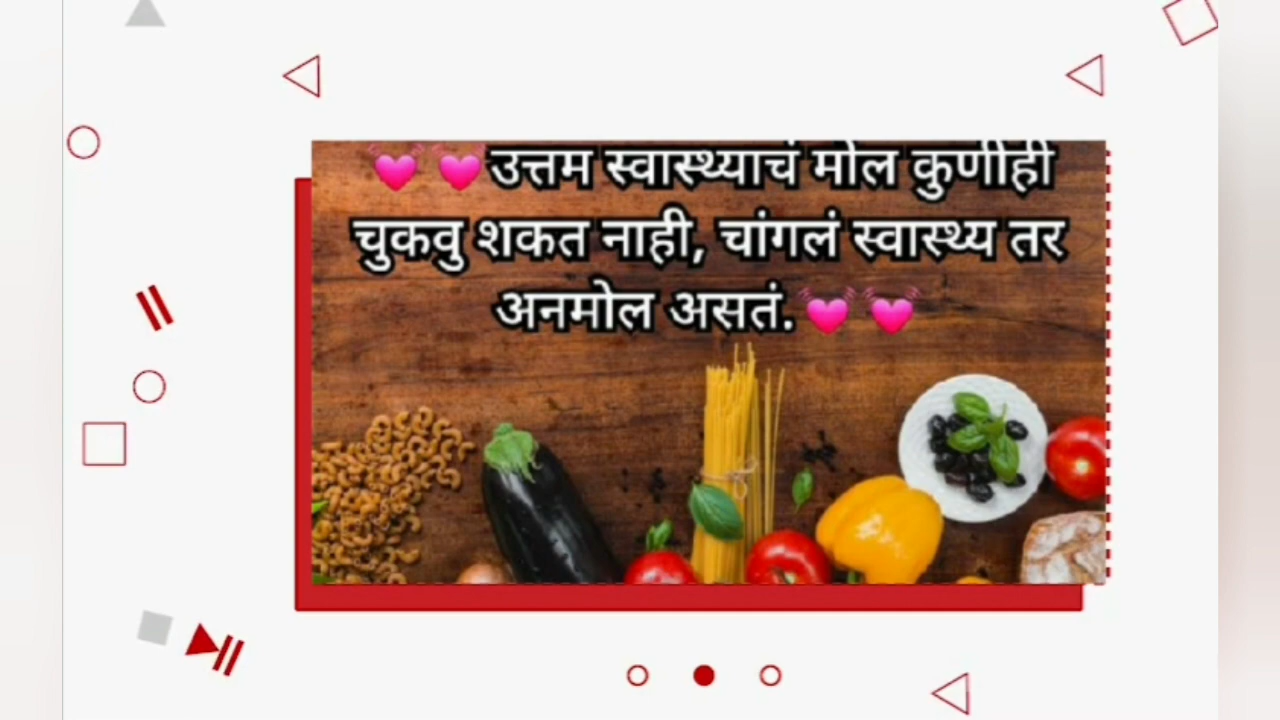 💓💓उत्तम स्वास्थ्याचं मोल कुणीही
चुकवु शकत नाही, चांगलं स्वास्थ्य तर
अनमोल असतं.💓💓